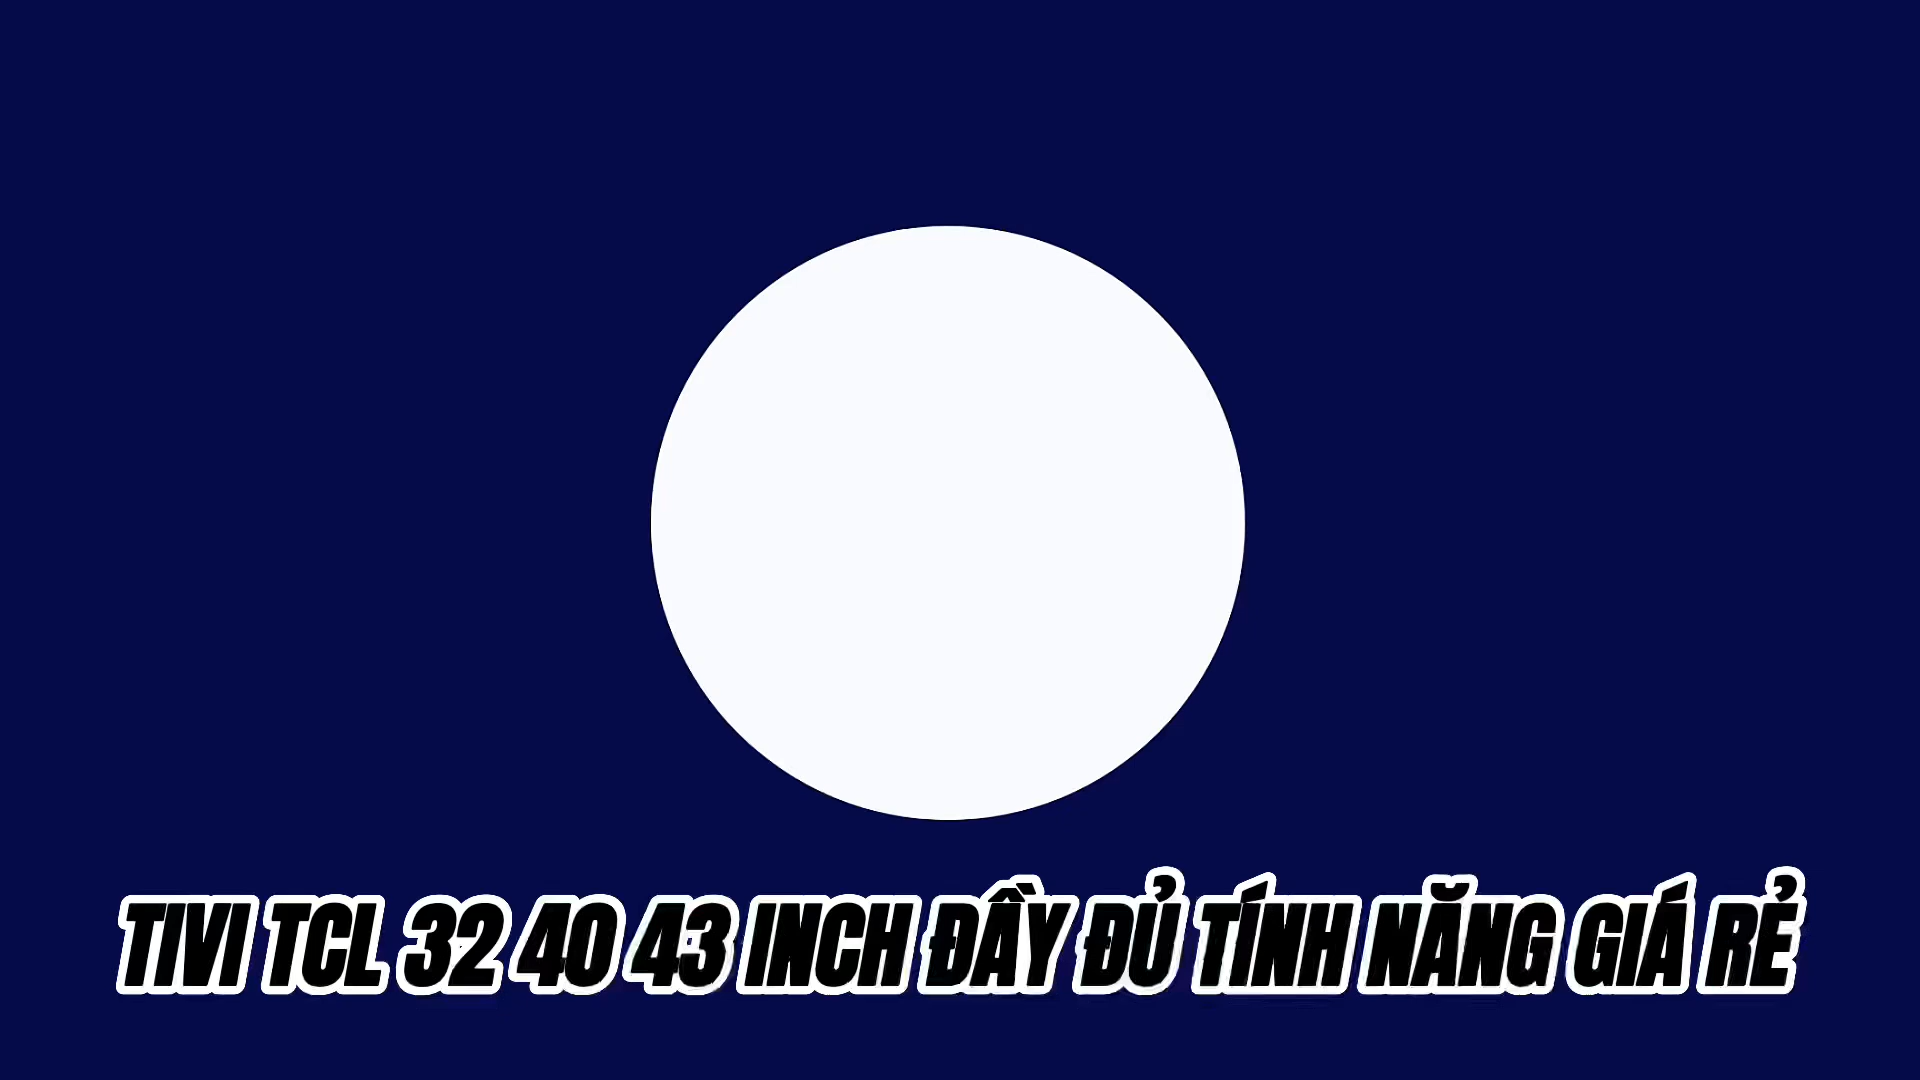 TIVI TCL 32 40 43 INCH ĐẦY ĐỦ TÍNH NĂNG GIÁ RẺ